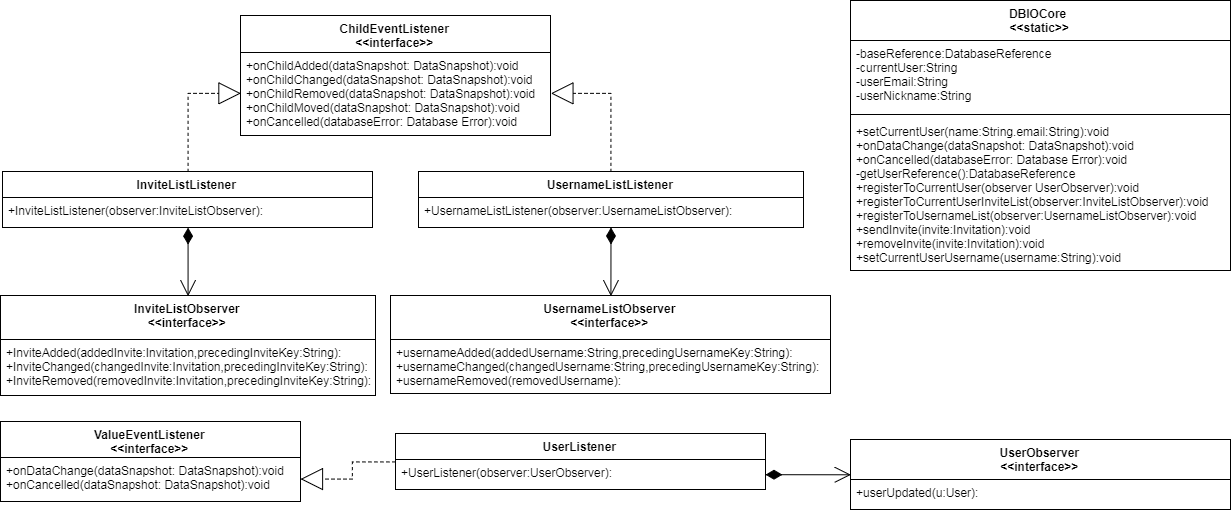 ChildEventListener
<<interface>>
+onChildAdded(dataSnapshot: DataSnapshot):void
+onChildChanged(dataSnapshot: DataSnapshot):void
+onChildRemoved(dataSnapshot: DataSnapshot):void
+onChildMoved(dataSnapshot: DataSnapshot):void
+onCancelled(databaseError: Database Error):void
DBIOCore
<<static>>
-baseReference:DatabaseReference
-currentUser:String
-userEmail:String
-userNickname:String
+setCurrentUser(name:String.email:String):void
+onDataChange(dataSnapshot: DataSnapshot):void
+onCancelled(databaseError: Database Error):void
-getUserReference():DatabaseReference
+registerToCurrentUser(observer UserObserver):void
+registerToCurrentUserInviteList(observer:InviteListObserver):void
+registerToUsernameList(observer:UsernameListObserver):void
+sendInvite(invite:Invitation):void
+removeInvite(invite:Invitation):void
+setCurrentUserUsername(username:String):void
InviteListListener
+InviteListListener(observer:InviteListObserver):
UsernameListListener
+UsernameListListener(observer:UsernameListObserver):
InviteListObserver
<<interface>>
+InviteAdded(addedInvite:Invitation,precedingInviteKey:String):
+InviteChanged(changedInvite:Invitation,precedingInviteKey:String):
+InviteRemoved(removedInvite:Invitation,precedingInviteKey:String):
UsernameListObserver
<<interface>>
+usernameAdded(addedUsername:String,precedingUsernameKey:String):
+usernameChanged(changedUsername:String,precedingUsernameKey:String):
+usernameRemoved(removedUsername):
ValueEventListener
<<interface>>
+onDataChange(dataSnapshot: DataSnapshot):void
+onCancelled(dataSnapshot: DataSnapshot):void
UserListener
+UserListener(observer:UserObserver):
UserObserver
<<interface>>
+userUpdated(u:User):